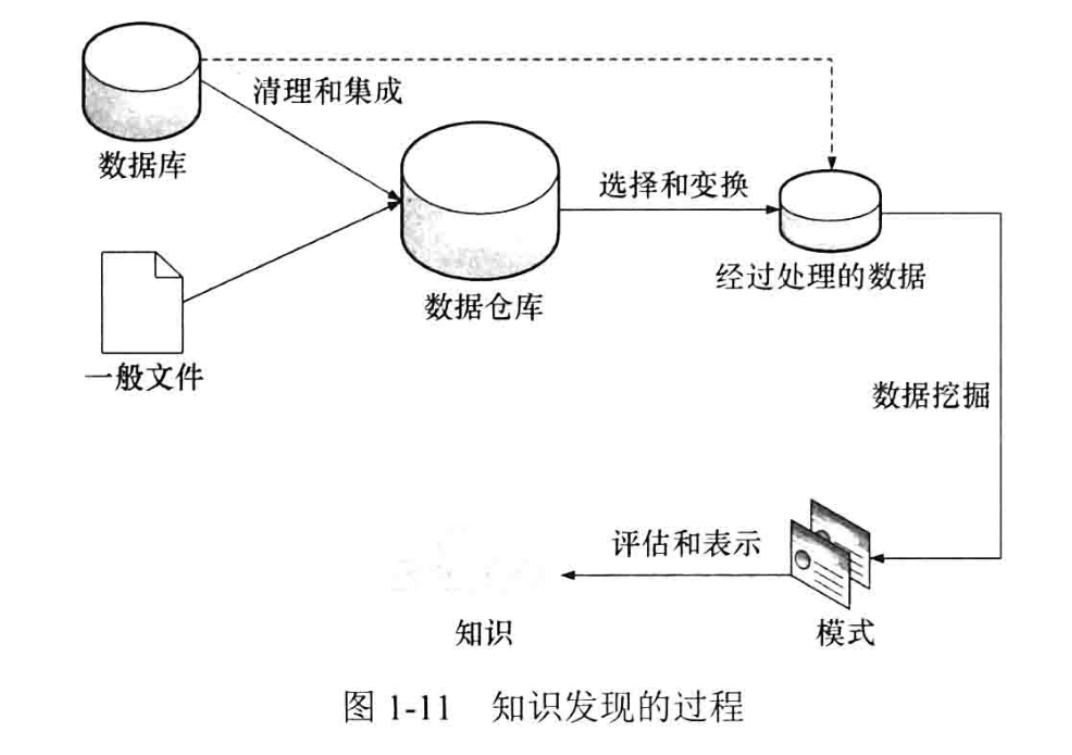 清理和集成
数据库
选择和变换
经过处理的数据
数据仓库
一般文件
数据挖掘
评估和表示
知识
模式
图 1-11 知识发现的过程